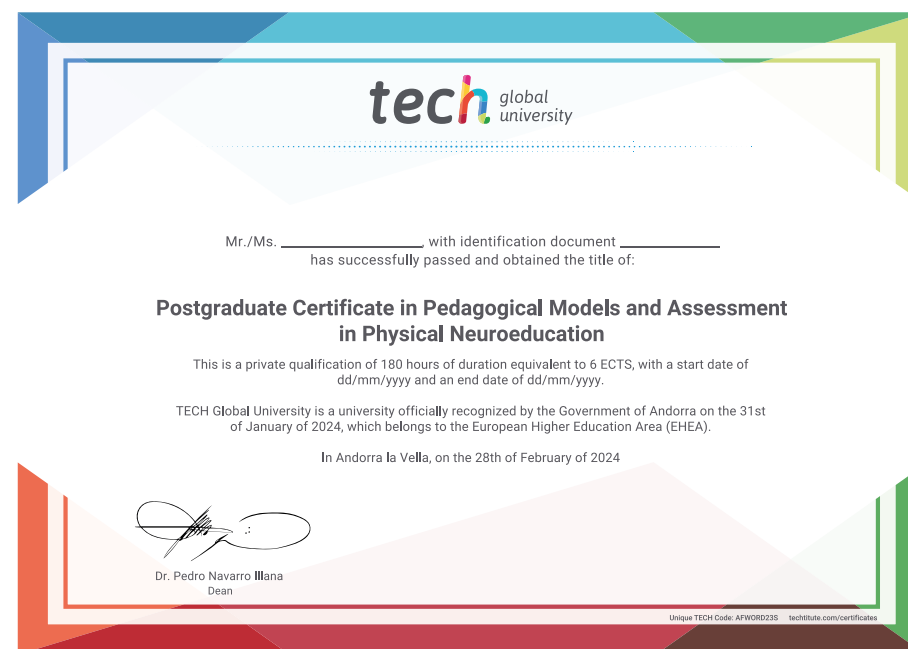 tech global university
Mr./Ms. ______________, with identification document ____________
has successfully passed and obtained the title of:
Postgraduate Certificate in Pedagogical Models and Assessment
in Physical Neuroeducation
This is a private qualification of 180 hours of duration equivalent to 6 ECTS, with a start date of
dd/mm/yyyy and an end date of dd/mm/yyyy.
TECH Global University is a university officially recognized by the Government of Andorra on the 31st
of January of 2024, which belongs to the European Higher Education Area (EHEA).
In Andorra la Vella, on the 28th of February of 2024
Dr. Pedro Navarro Illana
Dean
Unique TECH Code: AFWORD23S techtitute.com/certificates